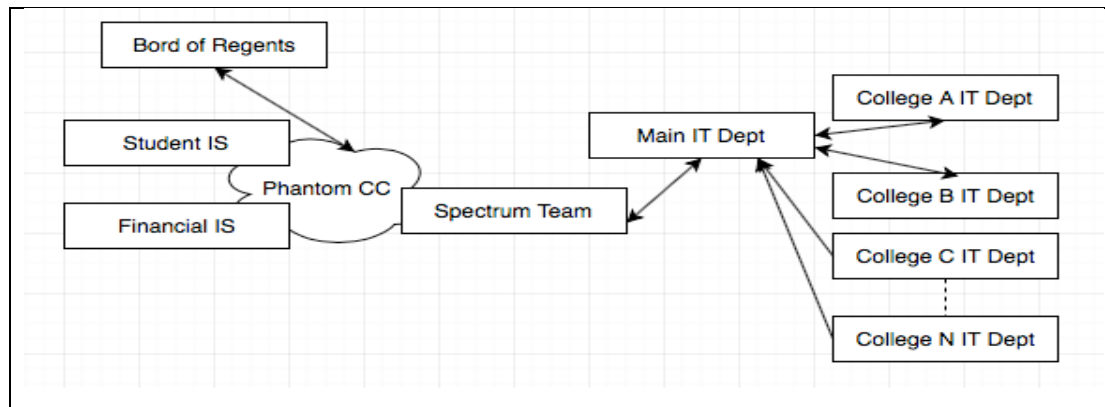 Bord of Regents
Student IS
Phantom CC
Financial IS
Spectrum Team
Main IT Dept
College A IT Dept
College B IT Dept
College C IT Dept
College N IT Dept